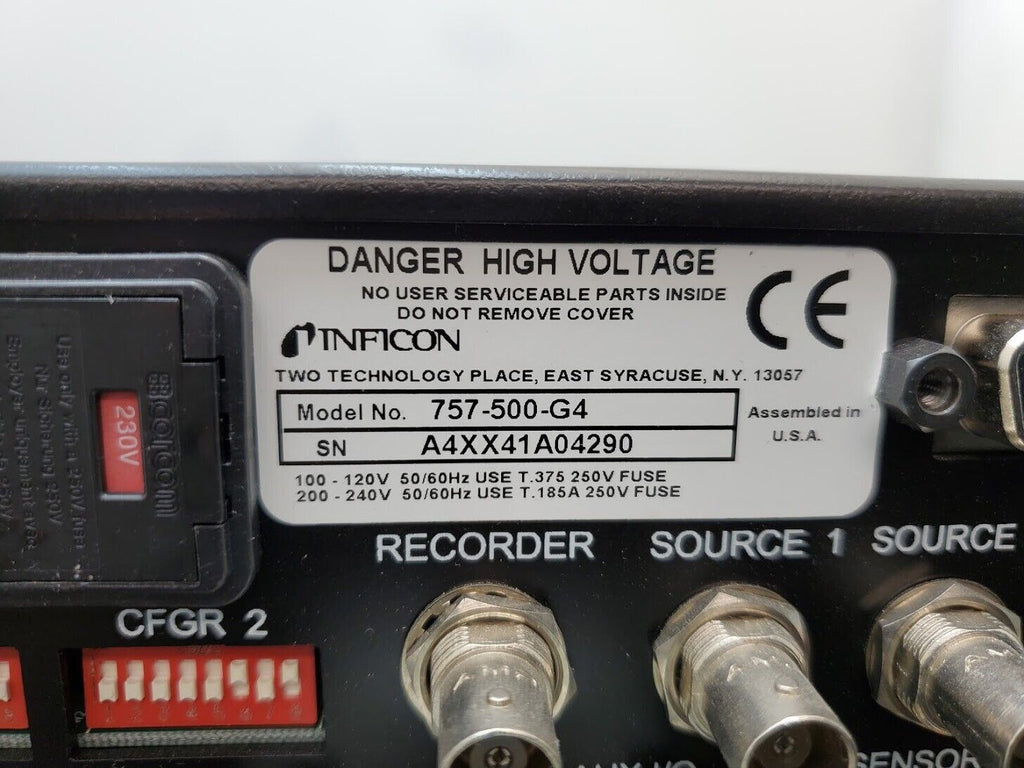 DANGER HIGH VOLTAGE
NO USER SERVICEABLE PARTS INSIDE
DO NOT REMOVE COVER
INFICON
TWO TECHNOLOGY PLACE, EAST SYRACUSE, N.Y. 13057
Model No. 757-500-G4
SN A4XX41A04290
Assembled in
U.S.A.
100 - 120V 50/60Hz USE T.375 250V FUSE
200 - 240V 50/60Hz USE T.185A 250V FUSE
230V
RECORDER
SOURCE 1
SOURCE
CFGR 2
SENSOR